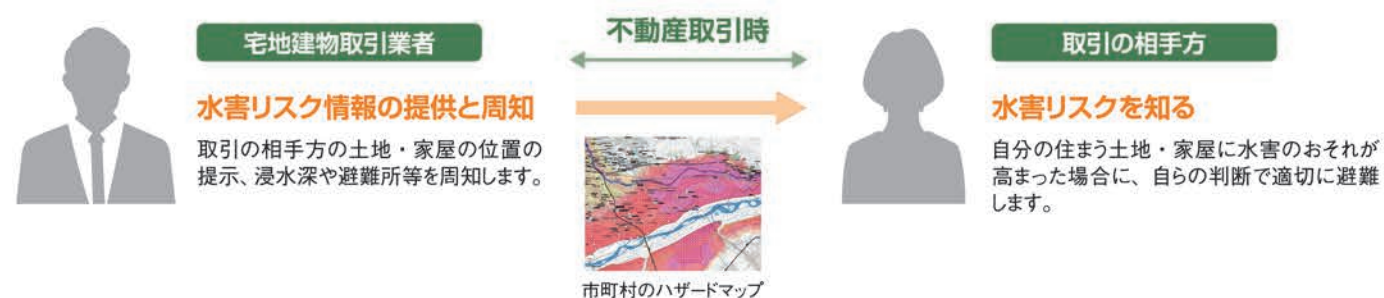 宅地建物取引業者
水害リスク情報の提供と周知
取引の相手方の土地・家屋の位置の
提示、浸水深や避難所等を周知します。
不動産取引時
市町村のハザードマップ
取引の相手方
水害リスクを知る
自分の住まう土地・家屋に水害のおそれが
高まった場合に、自らの判断で適切に避難
します。